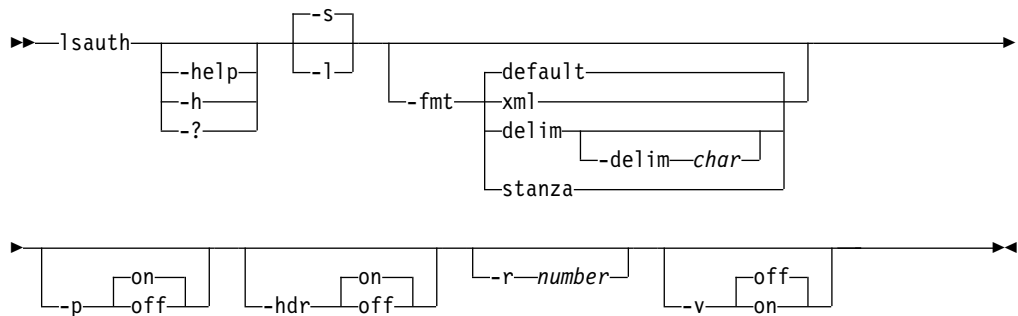 -s
lsauth
-help
-l
default
-h
-fmt
xml
-?
delim
-delim char
stanza
on
on
off
-p
off
-hdr
off
-r number
-v
on